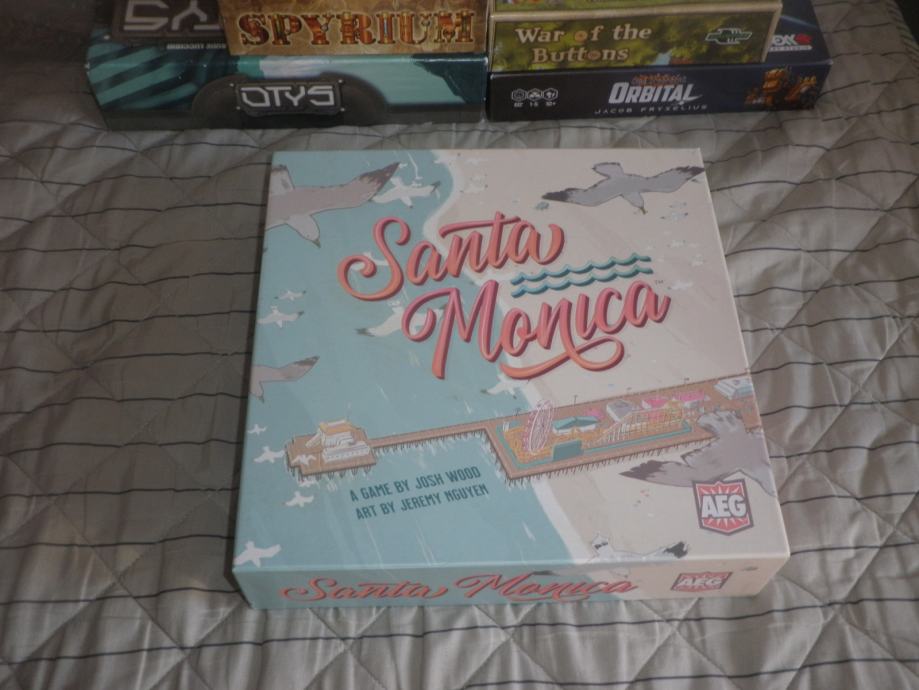 SPYRIUM
War of the
Buttons
OTYS
ORBITAL
JACOB FRYXELIUS
Santa
Monica
TM
A GAME BY JOSH WOOD
ART BY JEREMY NGUYEN
AEG
Santa Monica
AEG